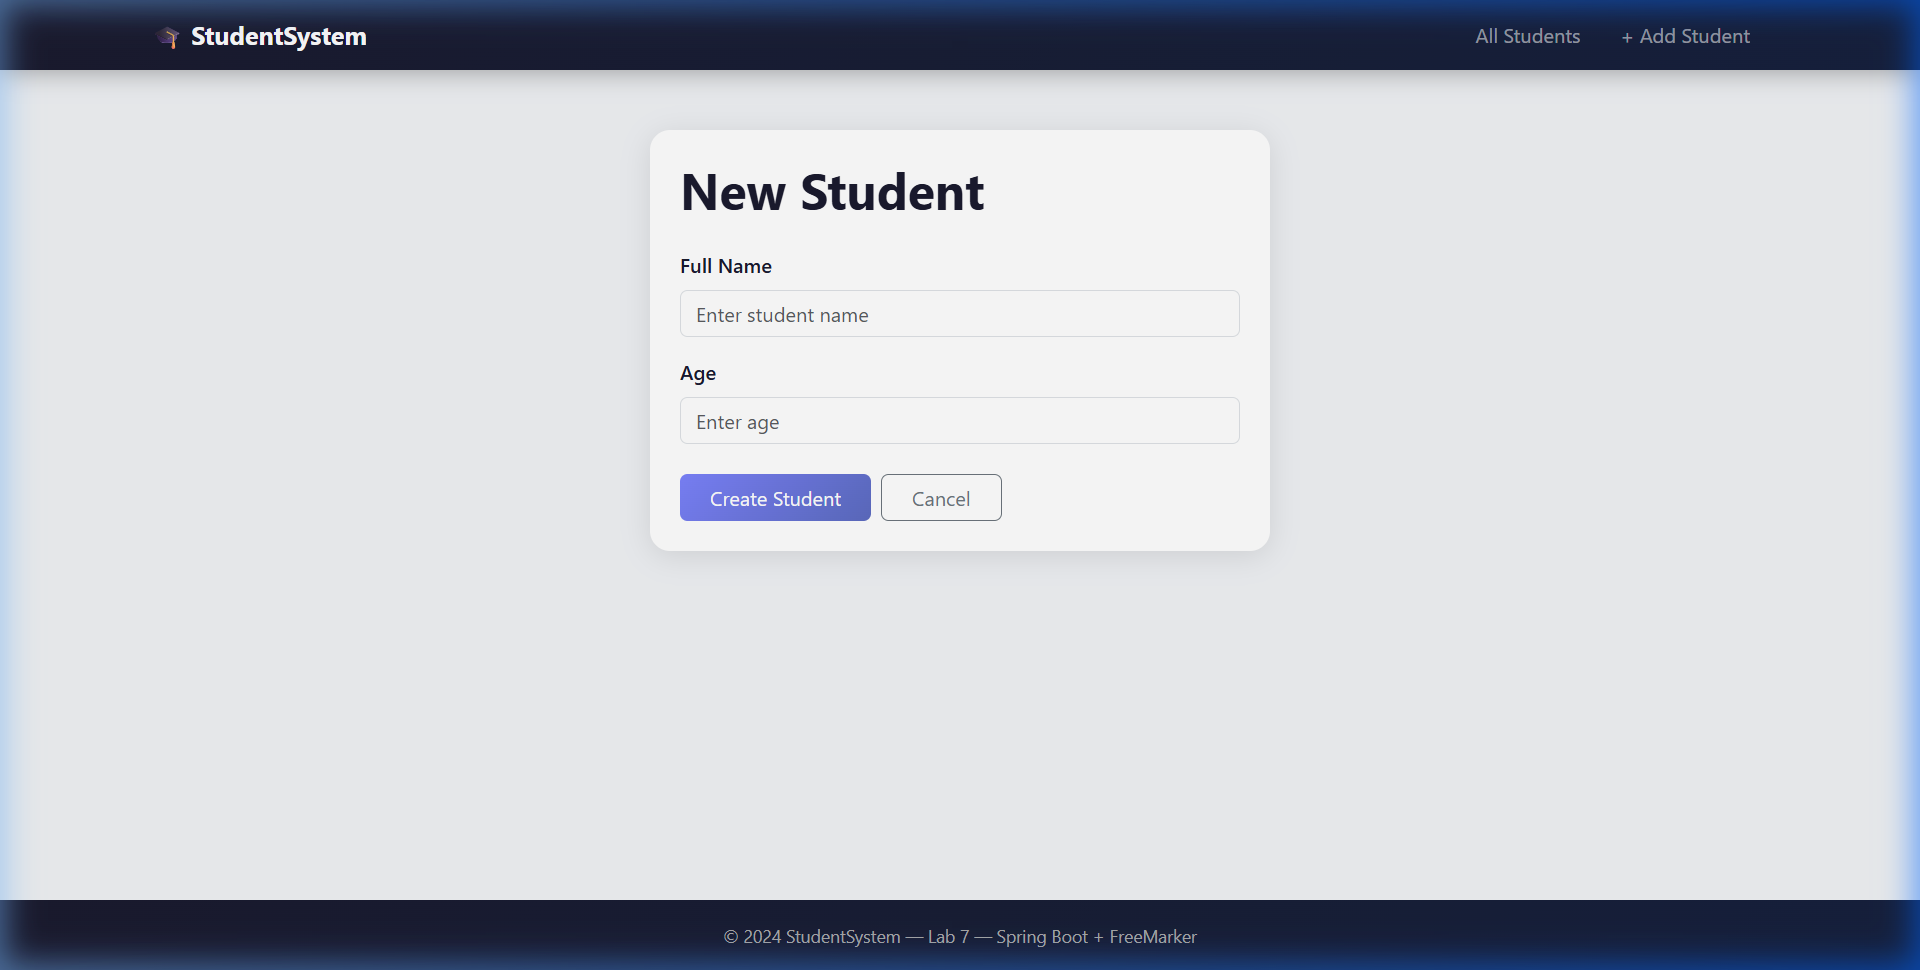 StudentSystem
All Students
+ Add Student
New Student
Full Name
Enter student name
Age
Enter age
Create Student
Cancel
© 2024 StudentSystem — Lab 7 — Spring Boot + FreeMarker